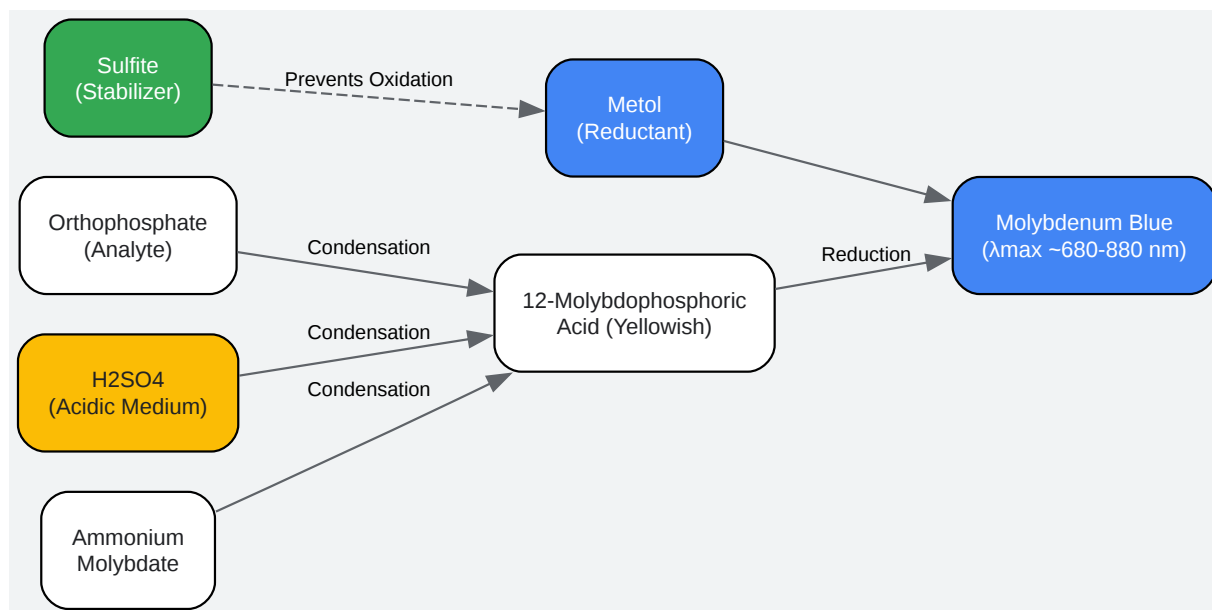 Sulfite
(Stabilizer)
Prevents Oxidation
Metol
(Reductant)
Orthophosphate
(Analyte)
Condensation
Molybdenum Blue
(λmax ~680-880 nm)
Reduction
12-Molybdophosphoric
Acid (Yellowish)
Condensation
H2SO4
(Acidic Medium)
Condensation
Ammonium
Molybdate